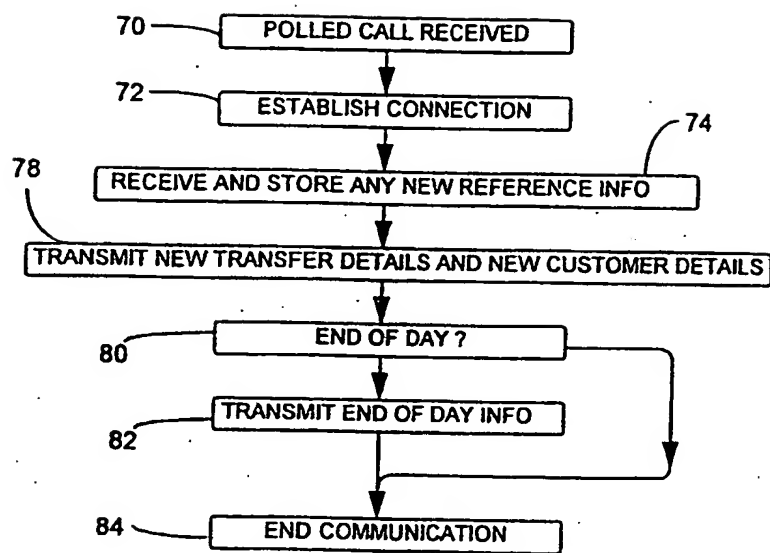 70
POLLED CALL RECEIVED
72
ESTABLISH CONNECTION
74
RECEIVE AND STORE ANY NEW REFERENCE INFO
78
TRANSMIT NEW TRANSFER DETAILS AND NEW CUSTOMER DETAILS
80
END OF DAY ?
82
TRANSMIT END OF DAY INFO
84
END COMMUNICATION